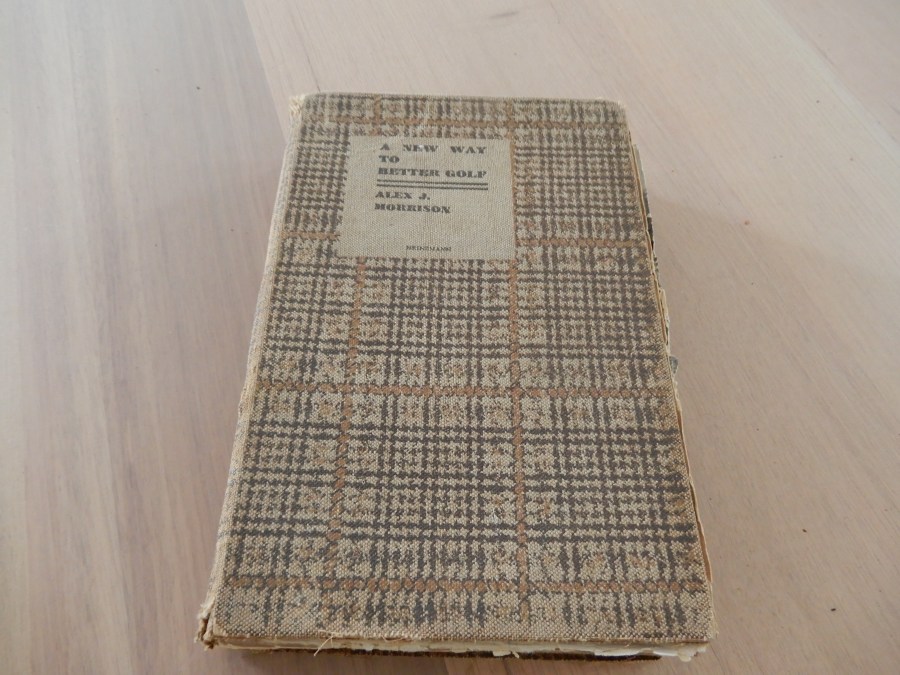 A NEW WAY
TO
BETTER GOLF
ALEX J.
MORRISON
HEINEMANN